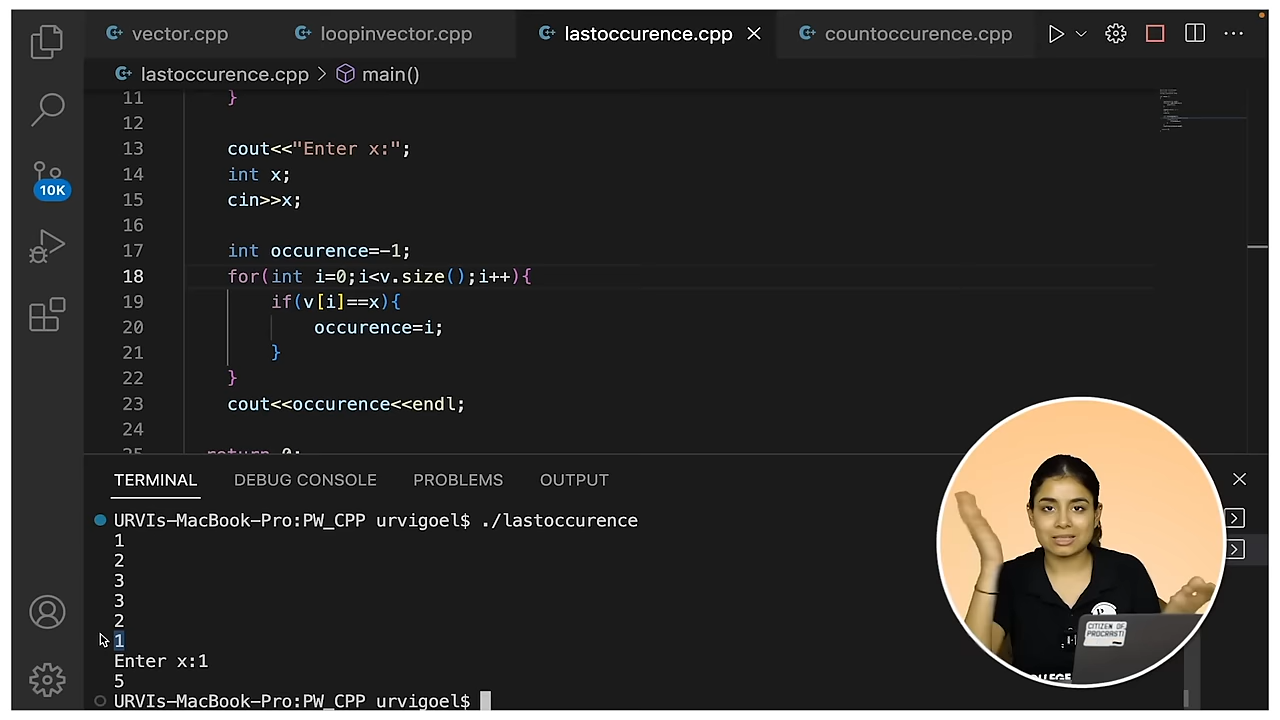 vector.cpp
loopinvector.cpp
lastoccurence.cpp
countoccurence.cpp
lastoccurence.cpp > main()
10K
11 }
12
13 cout<<"Enter x:";
14 int x;
15 cin>>x;
16
17 int occurence=-1;
18 for(int i=0;i<v.size();i++){
19 if(v[i]==x){
20 occurence=i;
21 }
22 }
23 cout<<occurence<<endl;
24
25 return 0;
TERMINAL DEBUG CONSOLE PROBLEMS OUTPUT
URVIs-MacBook-Pro:PW_CPP urvigoel$ ./lastoccurence
1
2
3
3
2
1
Enter x:1
5
URVIs-MacBook-Pro:PW_CPP urvigoel$
CITIZEN OF
PROCRASTI